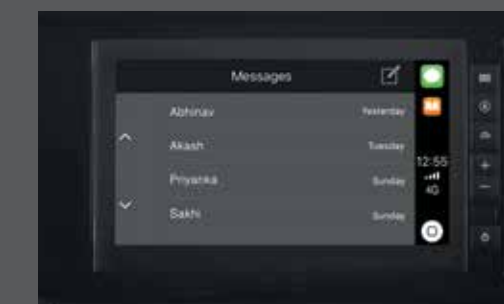 Messages
Abhinav Yesterday
Akash Tuesday
Priyanka Sunday
Sakhi Sunday
12:55
4G